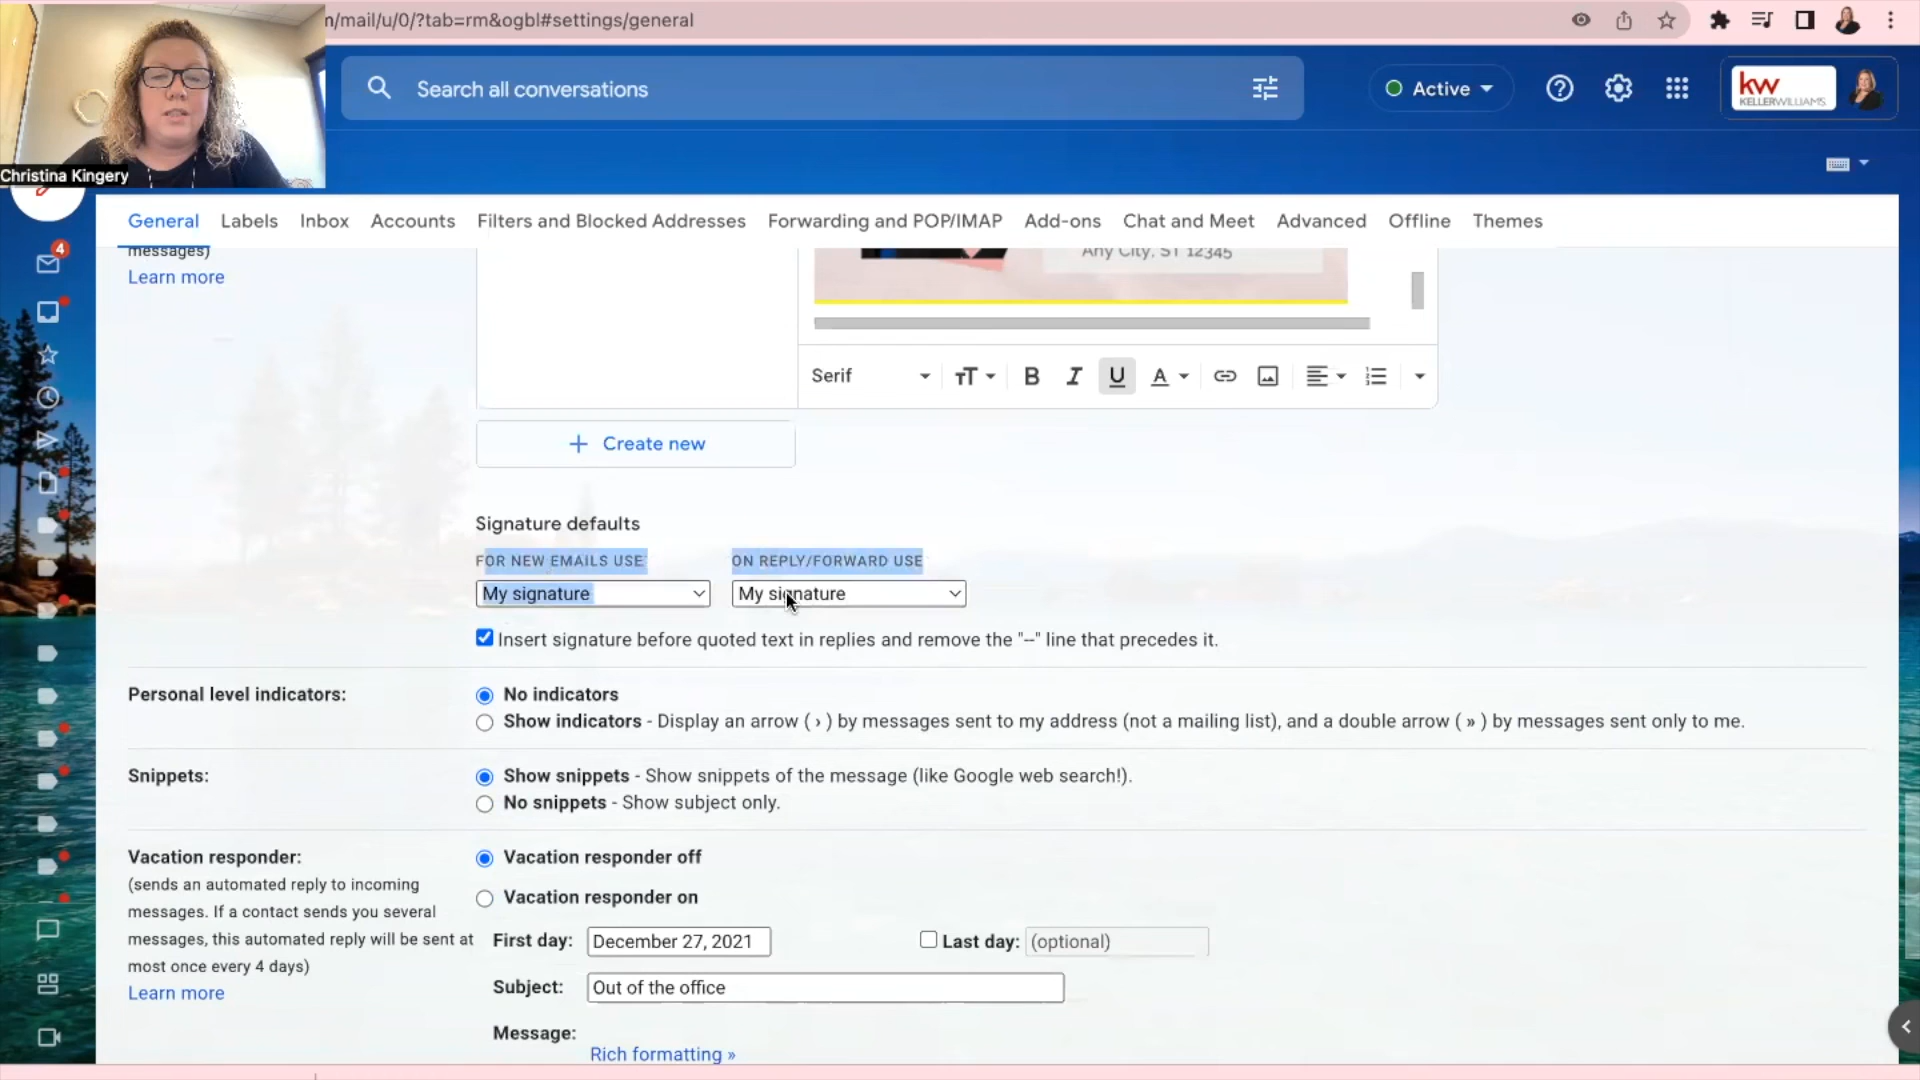 /mail/u/0/?tab=rm&ogbl#settings/general
Search all conversations
Active
kw
KELLERWILLIAMS.
Christina Kingery
4
General Labels Inbox Accounts Filters and Blocked Addresses Forwarding and POP/IMAP Add-ons Chat and Meet Advanced Offline Themes
messages)
Learn more
Any City, ST 12345
Serif
+ Create new
Signature defaults
FOR NEW EMAILS USE ON REPLY/FORWARD USE
My signature My signature
Insert signature before quoted text in replies and remove the "--" line that precedes it.
Personal level indicators:
No indicators
Show indicators - Display an arrow ( › ) by messages sent to my address (not a mailing list), and a double arrow ( » ) by messages sent only to me.
Snippets:
Show snippets - Show snippets of the message (like Google web search!).
No snippets - Show subject only.
Vacation responder:
(sends an automated reply to incoming
messages. If a contact sends you several
messages, this automated reply will be sent at
most once every 4 days)
Learn more
Vacation responder off
Vacation responder on
First day: December 27, 2021 Last day: (optional)
Subject: Out of the office
Message:
Rich formatting »